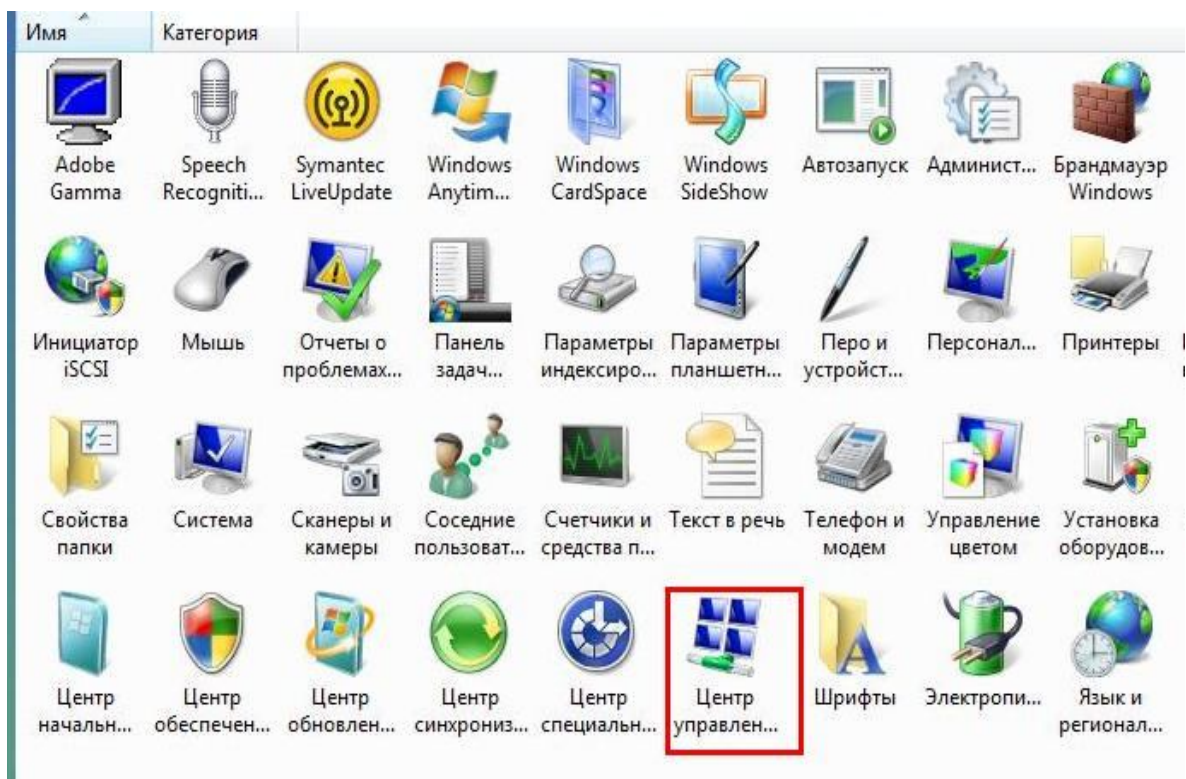 Имя Категория
Adobe Speech Symantec Windows Windows Windows Автозапуск Админист... Брандмауэр
Gamma Recogniti... LiveUpdate Anytim... CardSpace SideShow Windows
Инициатор Мышь Отчеты о Панель Параметры Параметры Перо и Персонал... Принтеры
iSCSI проблемах... задач... индексиро... планшетн... устройст...
Свойства Система Сканеры и Соседние Счетчики и Текст в речь Телефон и Управление Установка
папки камеры пользоват... средства п... модем цветом оборудов...
Центр Центр Центр Центр Центр Центр Шрифты Электропи... Язык и
начальн... обеспечен... обновлен... синхрониз... специальн... управлен... регионал...